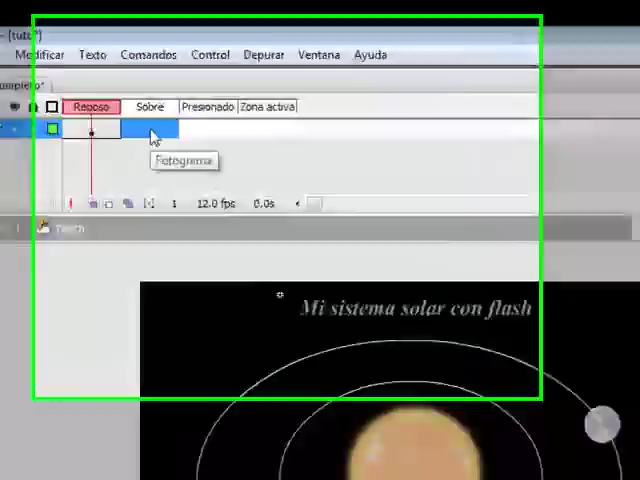 - [tutu*]
Modificar Texto Comandos Control Depurar Ventana Ayuda
Reposo Sobre Presionado Zona activa
Fotograma
1 12.0 fps 0.0s
Mi sistema solar con flash